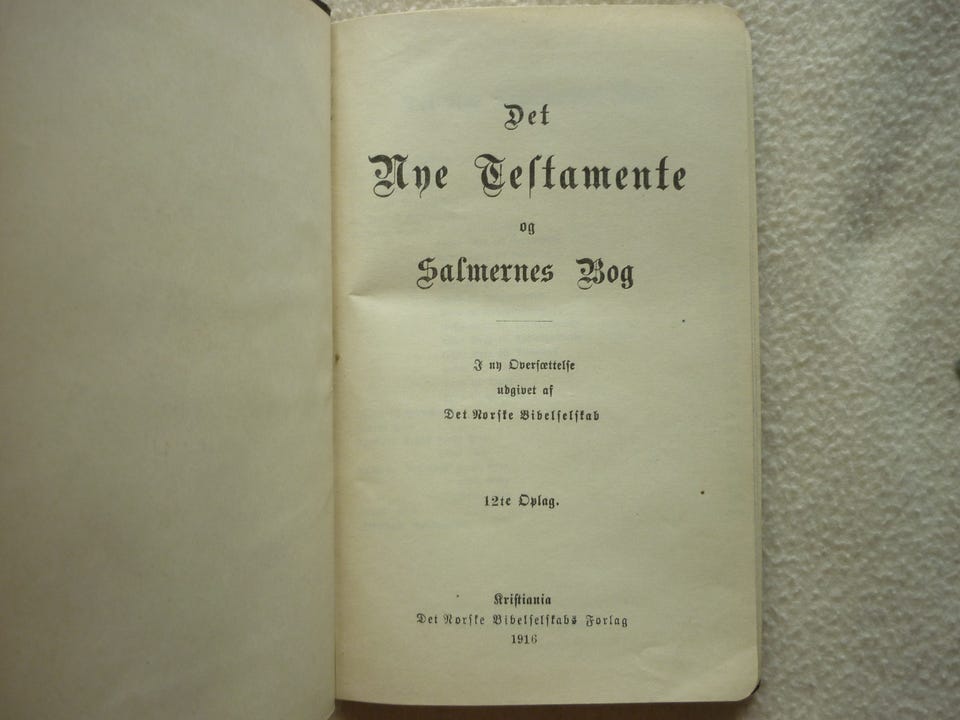 Det
Nye Testamente
og
Salmernes Bog
I ny Oversættelse
udgivet af
Det Norske Bibelselskab
12te Oplag.
Kristiania
Det Norske Bibelselskabs Forlag
1916